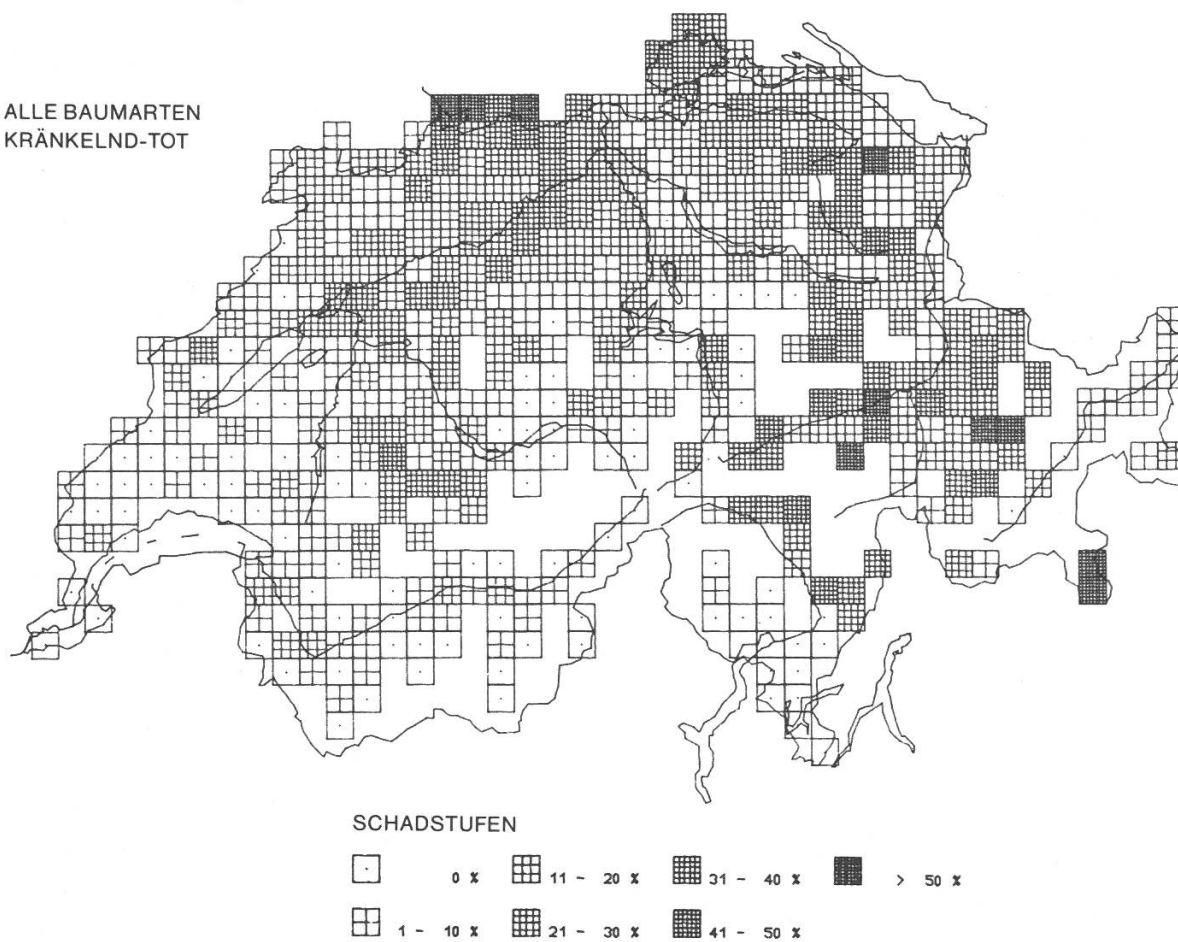 ALLE BAUMARTEN
KRÄNKELND-TOT
SCHADSTUFEN
0 % 11 - 20 % 31 - 40 % > 50 %
1 - 10 % 21 - 30 % 41 - 50 %